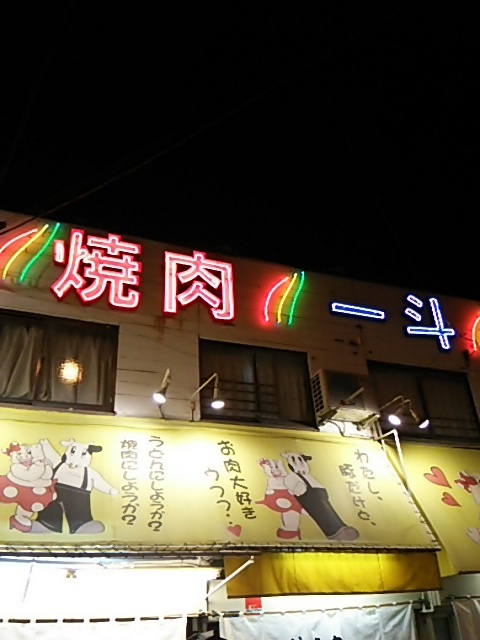 焼肉 一斗
わたし、
豚だけど、
お肉大好き
ウフフ・・
うどんにしようか?
焼肉にしようか?